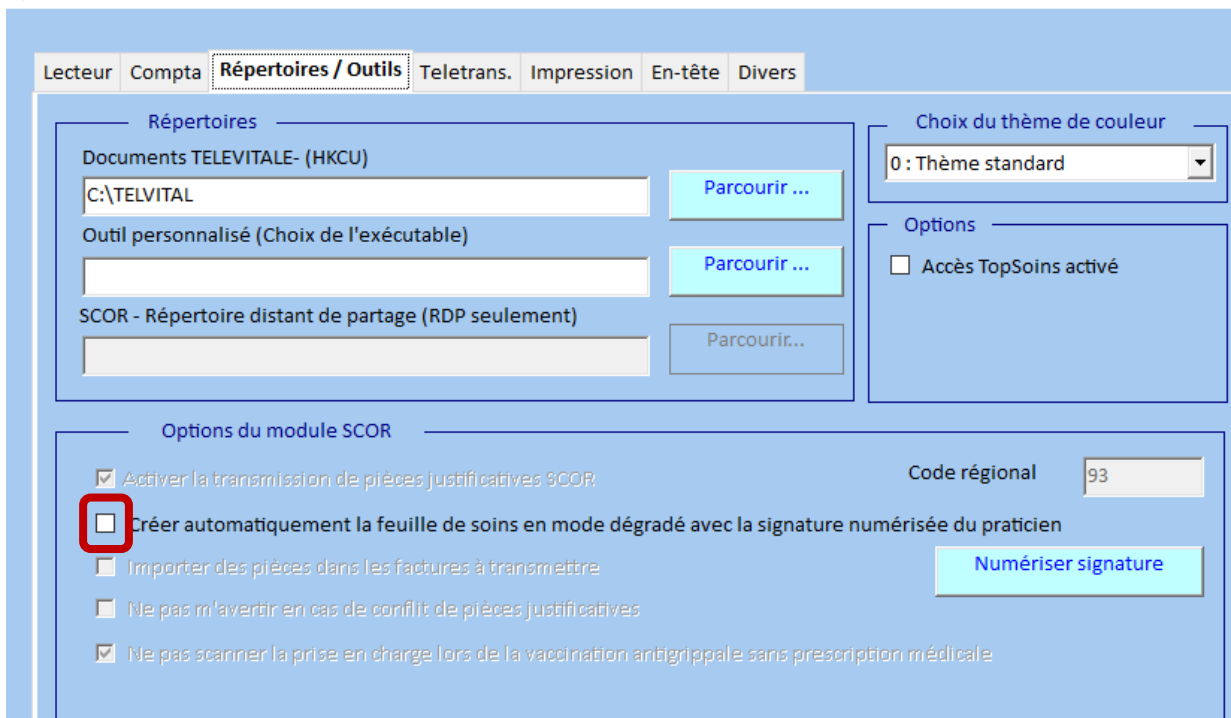 Lecteur Compta Répertoires / Outils Teletrans. Impression En-tête Divers
Répertoires
Documents TELEVITALE- (HKCU)
C:\TELVITAL
Parcourir ...
Outil personnalisé (Choix de l'exécutable)
Parcourir ...
SCOR - Répertoire distant de partage (RDP seulement)
Parcourir...
Choix du thème de couleur
0 : Thème standard
Options
Accès TopSoins activé
Options du module SCOR
Activer la transmission de pièces justificatives SCOR
Code régional 93
Créer automatiquement la feuille de soins en mode dégradé avec la signature numérisée du praticien
Importer des pièces dans les factures à transmettre
Numériser signature
Ne pas m'avertir en cas de conflit de pièces justificatives
Ne pas scanner la prise en charge lors de la vaccination antigrippale sans prescription médicale